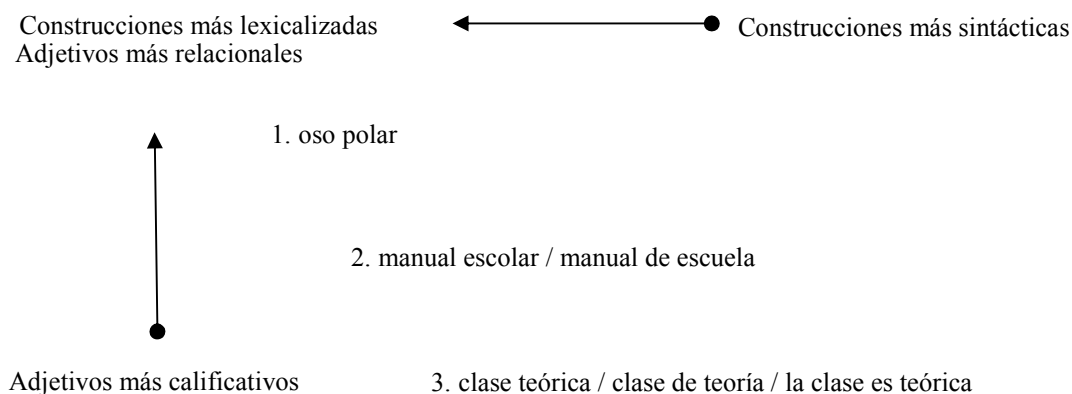 Construcciones más lexicalizadas
Construcciones más sintácticas
Adjetivos más relacionales
1. oso polar
2. manual escolar / manual de escuela
Adjetivos más calificativos
3. clase teórica / clase de teoría / la clase es teórica